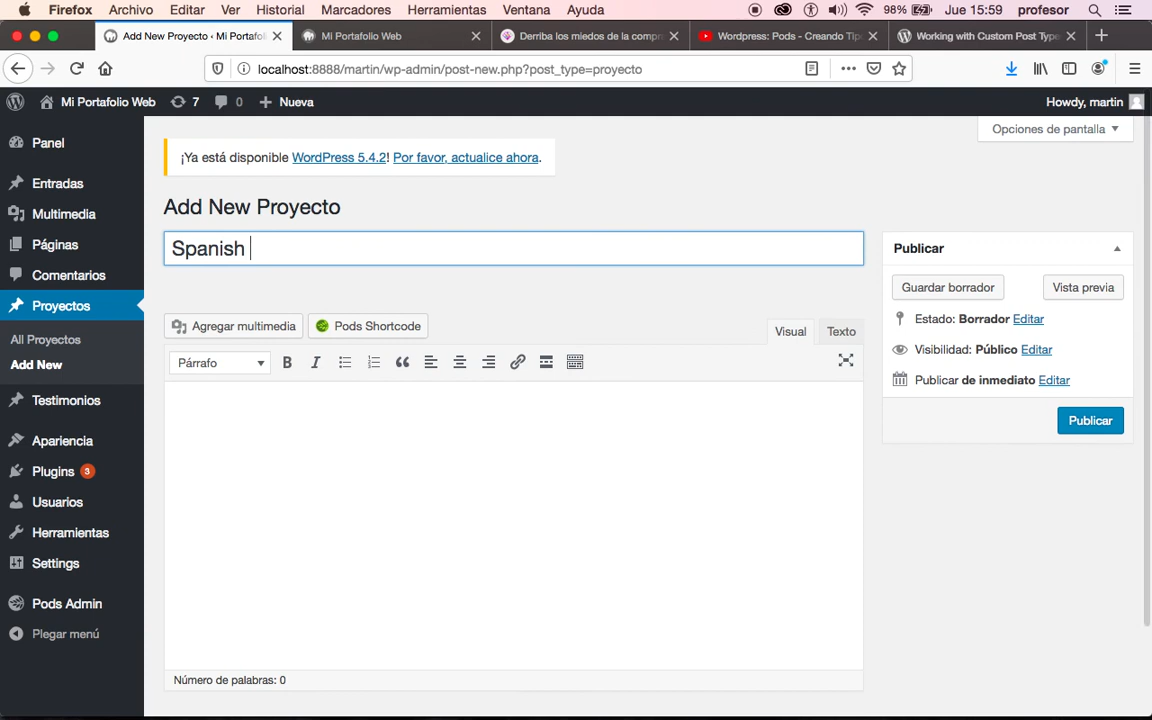 Firefox Archivo Editar Ver Historial Marcadores Herramientas Ventana Ayuda 98% Jue 15:59 profesor
Add New Proyecto ‹ Mi Portafoli
Mi Portafolio Web
Derriba los miedos de la compr
Wordpress: Pods - Creando Tip
Working with Custom Post Type
localhost:8888/martin/wp-admin/post-new.php?post_type=proyecto
Mi Portafolio Web 7 0 Nueva Howdy, martin
Opciones de pantalla
Panel
Entradas
Multimedia
Páginas
Comentarios
Proyectos
All Proyectos
Add New
Testimonios
Apariencia
Plugins 3
Usuarios
Herramientas
Settings
Pods Admin
Plegar menú
¡Ya está disponible WordPress 5.4.2! Por favor, actualice ahora.
Add New Proyecto
Spanish
Agregar multimedia Pods Shortcode
Visual Texto
Párrafo B I
Número de palabras: 0
Publicar
Guardar borrador Vista previa
Estado: Borrador Editar
Visibilidad: Público Editar
Publicar de inmediato Editar
Publicar